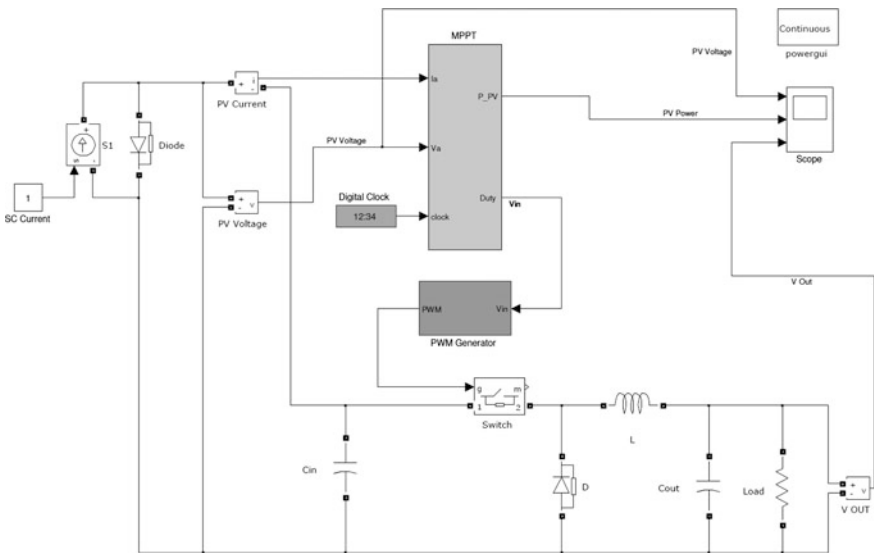 MPPT
Continuous
powergui
PV Voltage
Ia
P_PV
PV Power
Scope
+
i
-
PV Current
+
S1
s
-
Diode
PV Voltage
Va
1
SC Current
+
v
-
PV Voltage
Digital Clock
12:34
clock
Duty
Vin
V Out
PWM
Vin
PWM Generator
g
m
1
2
Switch
L
Cin
D
Cout
Load
+
v
-
V OUT